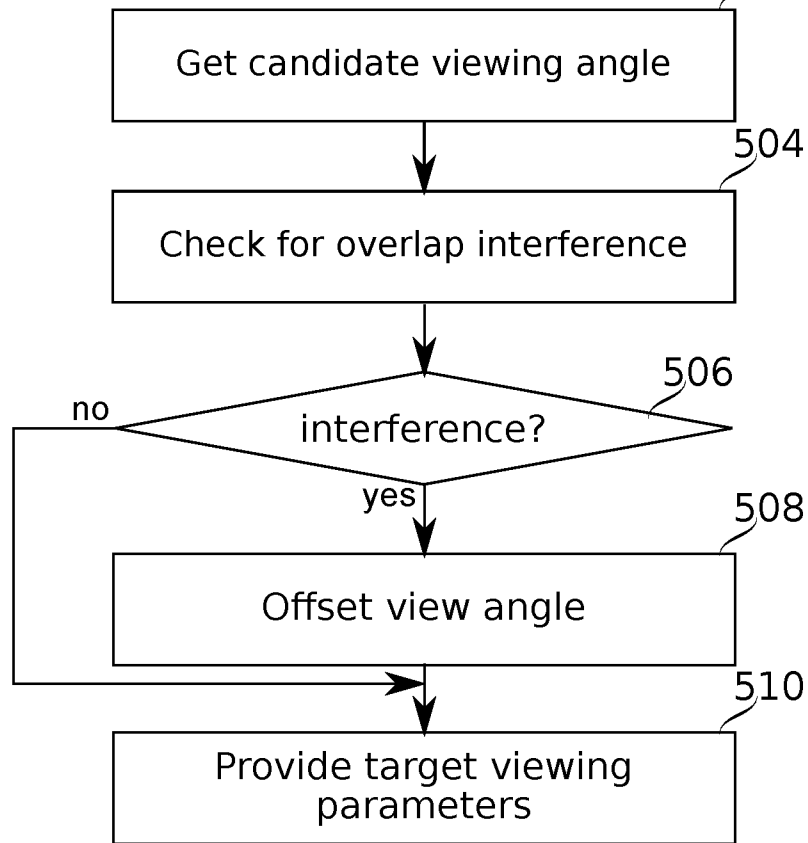 Get candidate viewing angle
504
Check for overlap interference
506
no
interference?
yes
508
Offset view angle
510
Provide target viewing
parameters